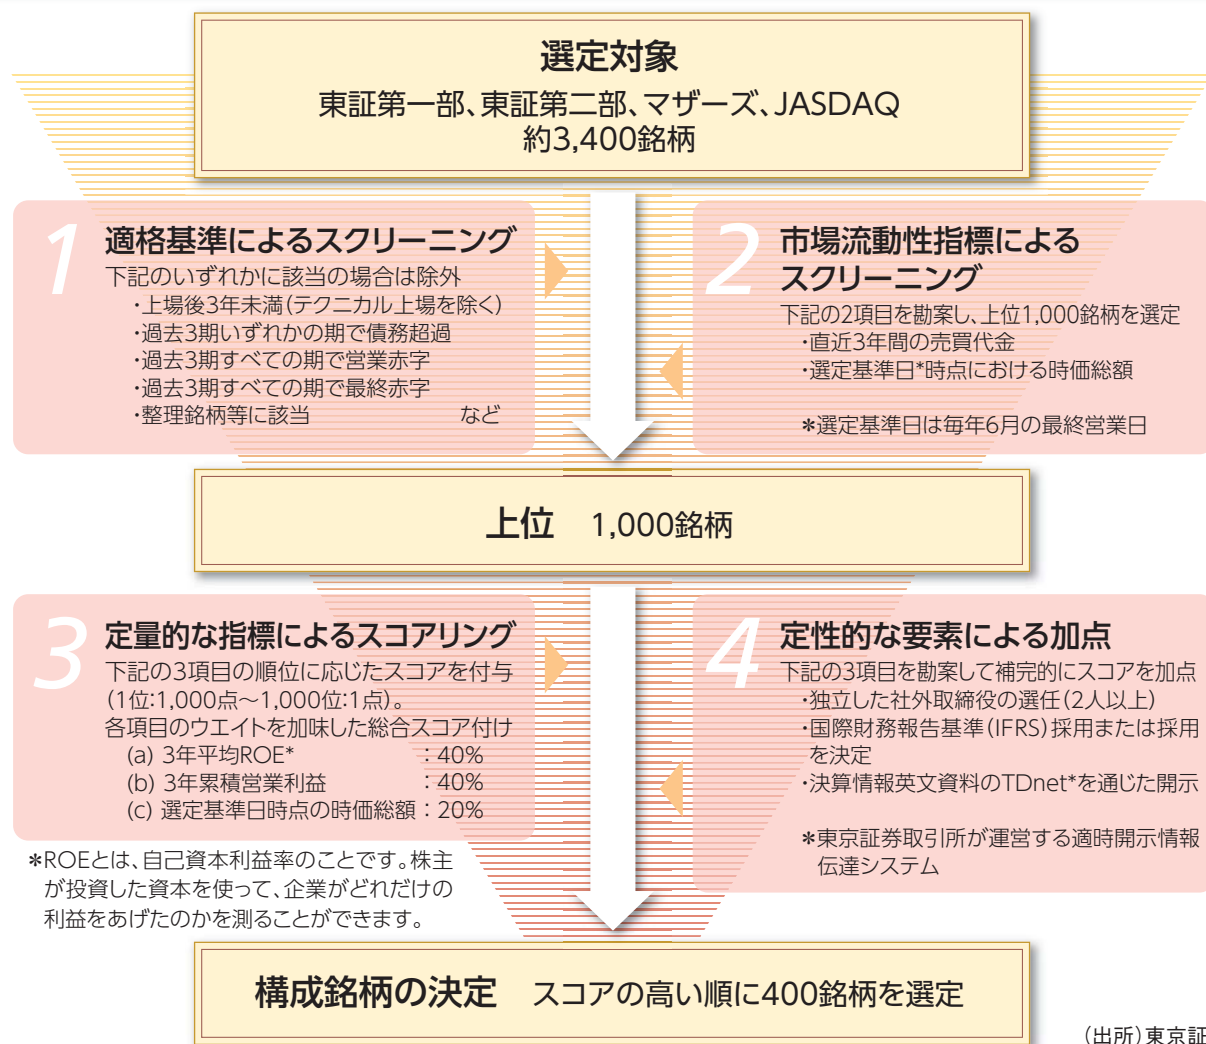 選定対象
東証第一部、東証第二部、マザーズ、JASDAQ
約3,400銘柄
1 適格基準によるスクリーニング
下記のいずれかに該当の場合は除外
・上場後3年未満(テクニカル上場を除く)
・過去3期いずれかの期で債務超過
・過去3期すべての期で営業赤字
・過去3期すべての期で最終赤字
・整理銘柄等に該当 など
2 市場流動性指標による
スクリーニング
下記の2項目を勘案し、上位1,000銘柄を選定
・直近3年間の売買代金
・選定基準日*時点における時価総額
*選定基準日は毎年6月の最終営業日
上位 1,000銘柄
3 定量的な指標によるスコアリング
下記の3項目の順位に応じたスコアを付与
(1位:1,000点～1,000位:1点)。
各項目のウエイトを加味した総合スコア付け
(a) 3年平均ROE* :40%
(b) 3年累積営業利益 :40%
(c) 選定基準日時点の時価総額:20%
*ROEとは、自己資本利益率のことです。株主
が投資した資本を使って、企業がどれだけの
利益をあげたのかを測ることができます。
4 定性的な要素による加点
下記の3項目を勘案して補完的にスコアを加点
・独立した社外取締役の選任(2人以上)
・国際財務報告基準(IFRS)採用または採用
を決定
・決算情報英文資料のTDnet*を通じた開示
*東京証券取引所が運営する適時開示情報
伝達システム
構成銘柄の決定 スコアの高い順に400銘柄を選定
(出所)東京証